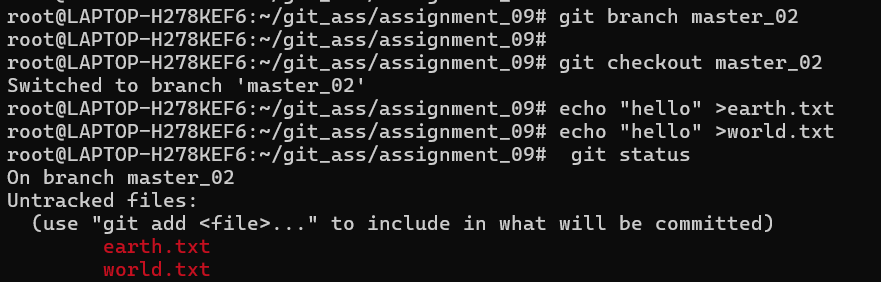 root@LAPTOP-H278KEF6:~/git_ass/assignment_09# git branch master_02
root@LAPTOP-H278KEF6:~/git_ass/assignment_09#
root@LAPTOP-H278KEF6:~/git_ass/assignment_09# git checkout master_02
Switched to branch 'master_02'
root@LAPTOP-H278KEF6:~/git_ass/assignment_09# echo "hello" >earth.txt
root@LAPTOP-H278KEF6:~/git_ass/assignment_09# echo "hello" >world.txt
root@LAPTOP-H278KEF6:~/git_ass/assignment_09#  git status
On branch master_02
Untracked files:
  (use "git add <file>..." to include in what will be committed)
        earth.txt
        world.txt